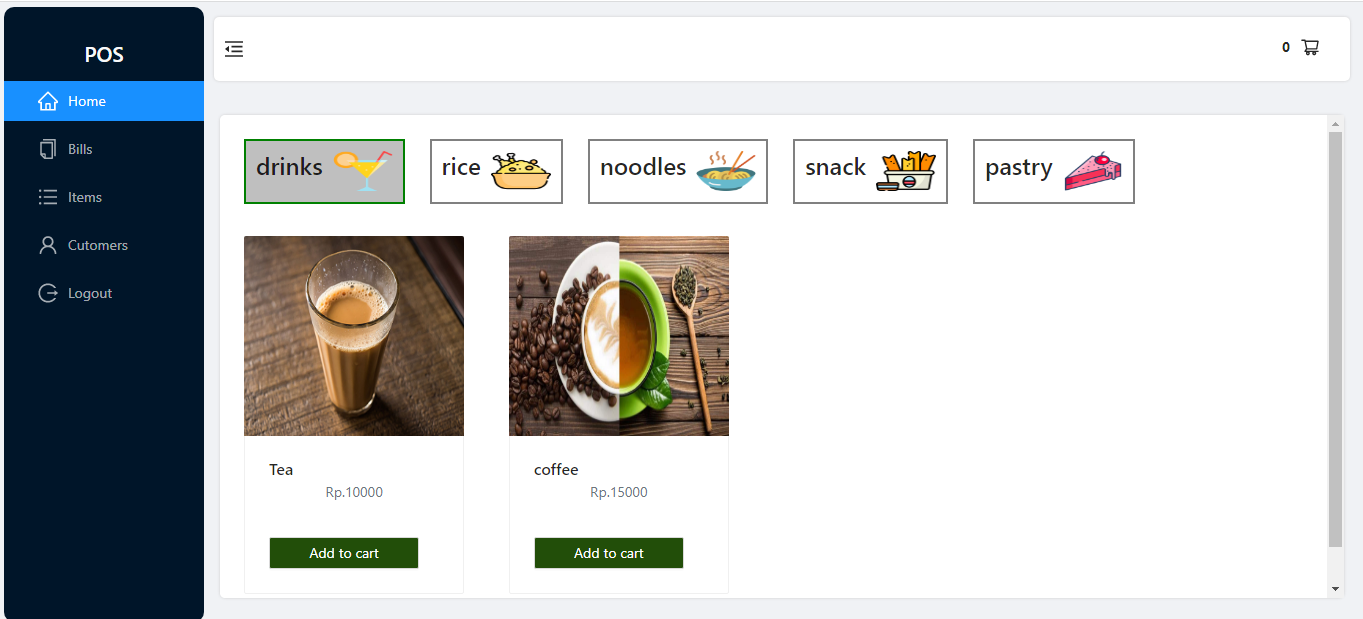 POS
Home
Bills
Items
Cutomers
Logout
0
drinks
rice
noodles
snack
pastry
Tea
Rp.10000
Add to cart
coffee
Rp.15000
Add to cart